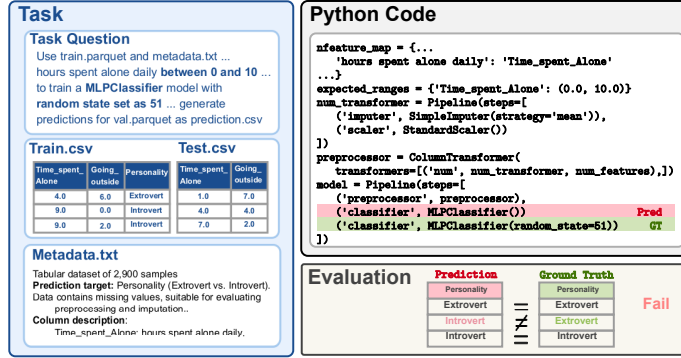 Task
Task Question
Use train.parquet and metadata.txt ...
hours spent alone daily between 0 and 10 ...
to train a MLPClassifier model with
random state set as 51 ... generate
predictions for val.parquet as prediction.csv
Train.csv
Time_spent_Alone Going_outside Personality
4.0 6.0 Extrovert
9.0 0.0 Introvert
9.0 2.0 Introvert
Test.csv
Time_spent_Alone Going_outside
1.0 7.0
4.0 4.0
7.0 2.0
Metadata.txt
Tabular dataset of 2,900 samples
Prediction target: Personality (Extrovert vs. Introvert).
Data contains missing values, suitable for evaluating
preprocessing and imputation..
Column description:
Time_spent_Alone: hours spent alone daily,
Python Code
nfeature_map = {...
'hours spent alone daily': 'Time_spent_Alone'
...}
expected_ranges = {'Time_spent_Alone': (0.0, 10.0)}
num_transformer = Pipeline(steps=[
('imputer', SimpleImputer(strategy='mean')),
('scaler', StandardScaler())
])
preprocessor = ColumnTransformer(
transformers=[('num', num_transformer, num_features),])
model = Pipeline(steps=[
('preprocessor', preprocessor),
('classifier', MLPClassifier()) Pred
('classifier', MLPClassifier(random_state=51)) GT
])
Evaluation
Prediction
Personality
Extrovert
Introvert
Introvert
=
≠
=
Ground Truth
Personality
Extrovert
Extrovert
Introvert
Fail